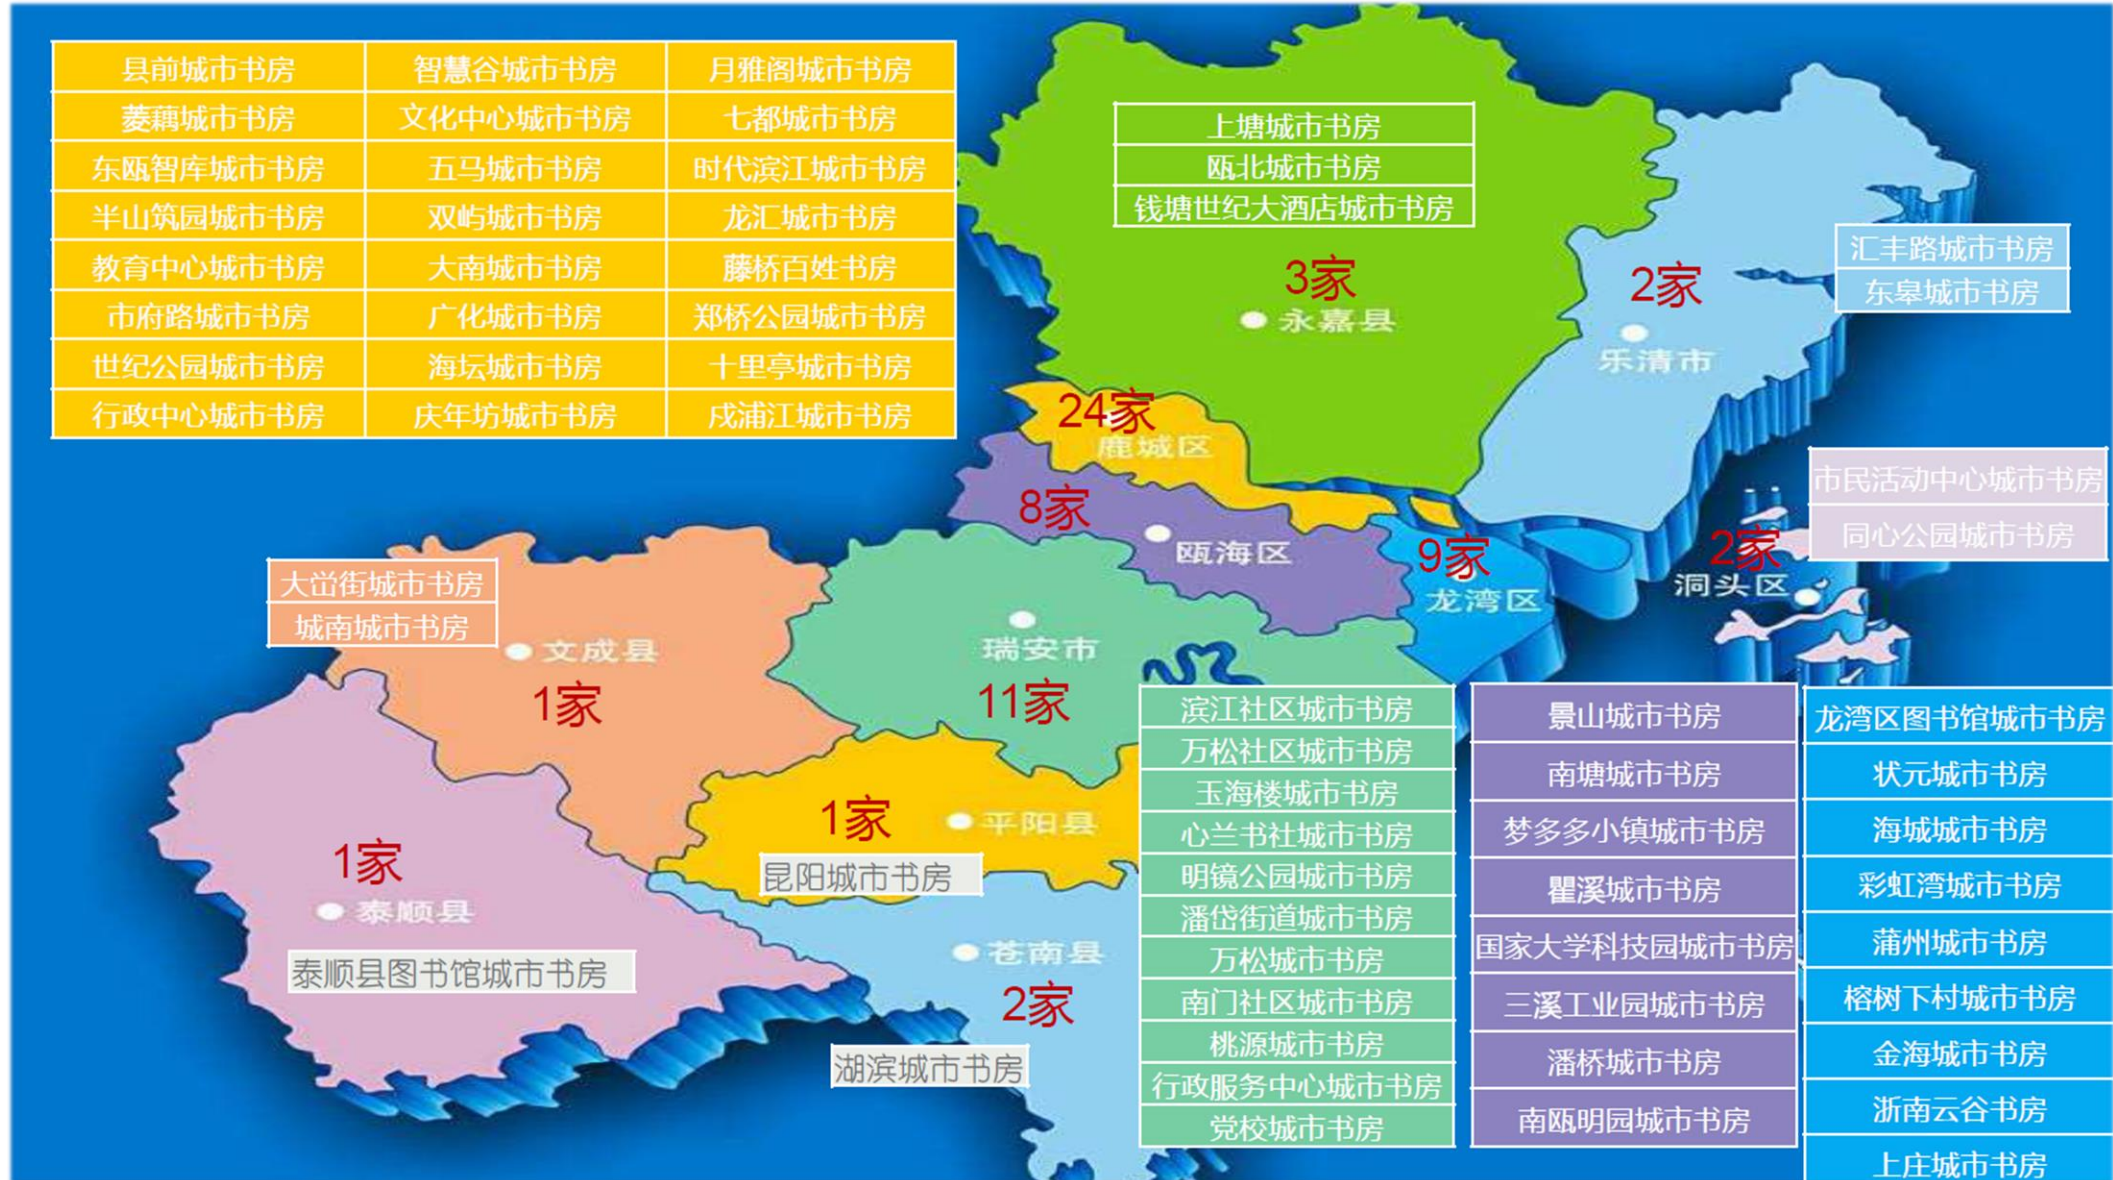 县前城市书房 智慧谷城市书房 月雅阁城市书房
菱藕城市书房 文化中心城市书房 七都城市书房
东瓯智库城市书房 五马城市书房 时代滨江城市书房
半山筑园城市书房 双屿城市书房 龙汇城市书房
教育中心城市书房 大南城市书房 藤桥百姓书房
市府路城市书房 广化城市书房 郑桥公园城市书房
世纪公园城市书房 海坛城市书房 十里亭城市书房
行政中心城市书房 庆年坊城市书房 戍浦江城市书房
上塘城市书房
瓯北城市书房
钱塘世纪大酒店城市书房
3家
永嘉县
2家
乐清市
汇丰路城市书房
东皋城市书房
24家
鹿城区
8家
瓯海区
9家
龙湾区
市民活动中心城市书房
同心公园城市书房
2家
洞头区
大峃街城市书房
城南城市书房
文成县
1家
瑞安市
11家
滨江社区城市书房
万松社区城市书房
玉海楼城市书房
心兰书社城市书房
明镜公园城市书房
潘岱街道城市书房
万松城市书房
南门社区城市书房
桃源城市书房
行政服务中心城市书房
党校城市书房
景山城市书房
南塘城市书房
梦多多小镇城市书房
瞿溪城市书房
国家大学科技园城市书房
三溪工业园城市书房
潘桥城市书房
南瓯明园城市书房
龙湾区图书馆城市书房
状元城市书房
海城城市书房
彩虹湾城市书房
蒲州城市书房
榕树下村城市书房
金海城市书房
浙南云谷书房
上庄城市书房
1家
平阳县
昆阳城市书房
1家
泰顺县
泰顺县图书馆城市书房
苍南县
2家
湖滨城市书房